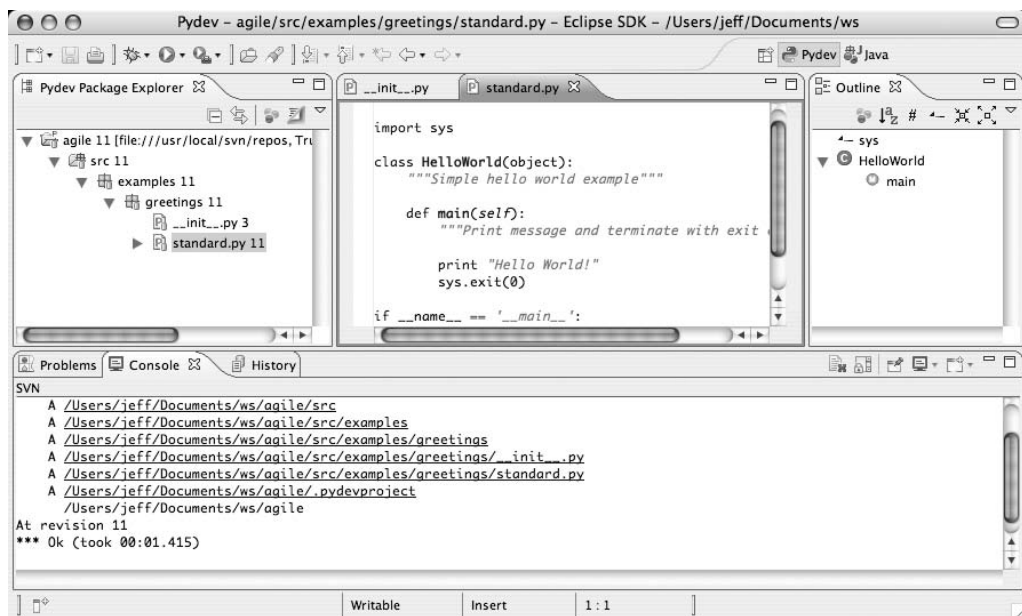 Pydev - agile/src/examples/greetings/standard.py - Eclipse SDK - /Users/jeff/Documents/ws
Pydev Java
Pydev Package Explorer
agile 11 [file:///usr/local/svn/repos, Tru
src 11
examples 11
greetings 11
__init__.py 3
standard.py 11
__init__.py standard.py
import sys
class HelloWorld(object):
"""Simple hello world example"""
def main(self):
"""Print message and terminate with exit
print "Hello World!"
sys.exit(0)
if __name__ == '__main__':
Outline
sys
HelloWorld
main
Problems Console History
SVN
A /Users/jeff/Documents/ws/agile/src
A /Users/jeff/Documents/ws/agile/src/examples
A /Users/jeff/Documents/ws/agile/src/examples/greetings
A /Users/jeff/Documents/ws/agile/src/examples/greetings/__init__.py
A /Users/jeff/Documents/ws/agile/src/examples/greetings/standard.py
A /Users/jeff/Documents/ws/agile/.pydevproject
/Users/jeff/Documents/ws/agile
At revision 11
*** Ok (took 00:01.415)
Writable Insert 1 : 1